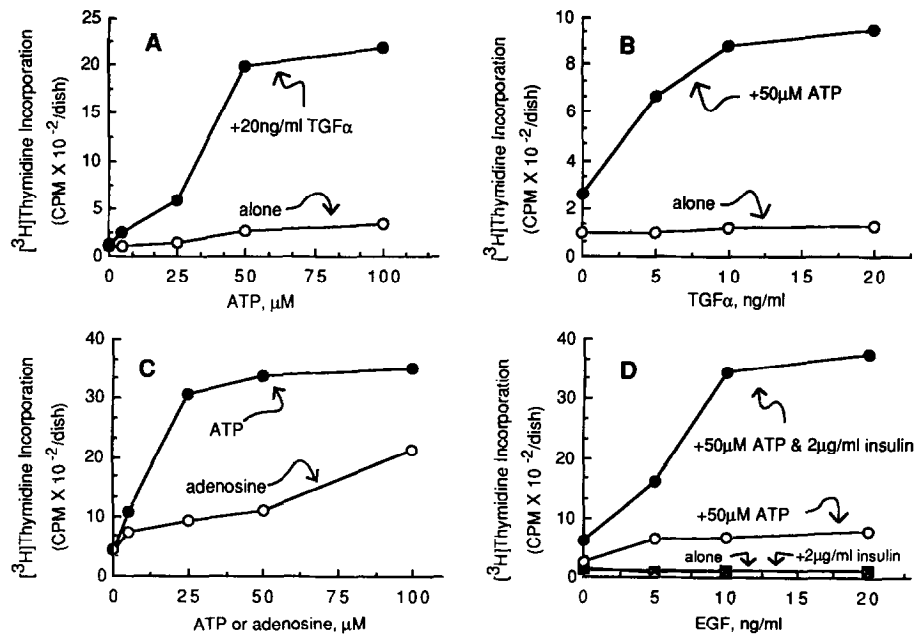 A
[³H]Thymidine Incorporation
(CPM X 10 -2/dish)
25
20
15
10
5
0
+20ng/ml TGFα
alone
0 25 50 75 100
ATP, μM
B
[³H]Thymidine Incorporation
(CPM X 10 -2/dish)
10
8
6
4
2
0
+50μM ATP
alone
0 5 10 15 20
TGFα, ng/ml
C
[³H]Thymidine Incorporation
(CPM X 10 -2/dish)
40
30
20
10
0
ATP
adenosine
0 25 50 75 100
ATP or adenosine, μM
D
[³H]Thymidine Incorporation
(CPM X 10 -2/dish)
40
30
20
10
0
+50μM ATP & 2μg/ml insulin
+50μM ATP
alone +2μg/ml insulin
0 5 10 15 20
EGF, ng/ml